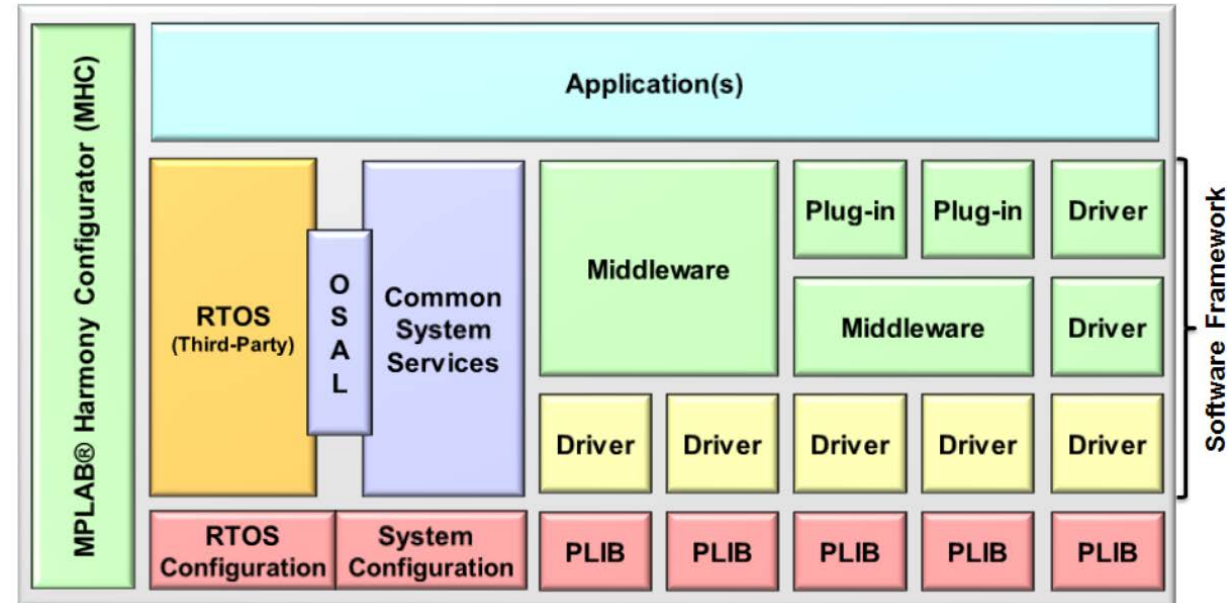 MPLAB® Harmony Configurator (MHC)
Application(s)
RTOS
(Third-Party)
O
S
A
L
Common
System
Services
Middleware
Plug-in
Plug-in
Driver
Middleware
Driver
Driver
Driver
Driver
Driver
Driver
RTOS
Configuration
System
Configuration
PLIB
PLIB
PLIB
PLIB
PLIB
Software Framework